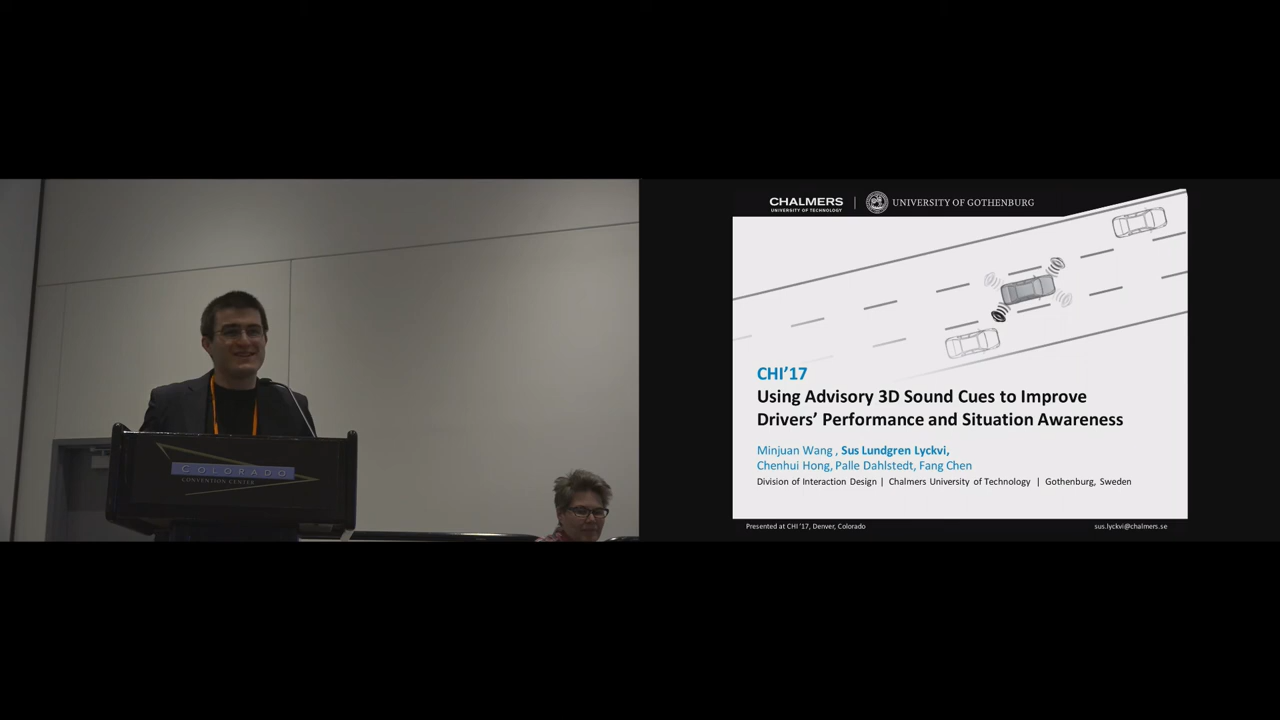 COLORADO
CONVENTION CENTER
CHALMERS
UNIVERSITY OF TECHNOLOGY
UNIVERSITY OF GOTHENBURG
CHI’17
Using Advisory 3D Sound Cues to Improve
Drivers’ Performance and Situation Awareness
Minjuan Wang , Sus Lundgren Lyckvi,
Chenhui Hong, Palle Dahlstedt, Fang Chen
Division of Interaction Design | Chalmers University of Technology | Gothenburg, Sweden
Presented at CHI ’17, Denver, Colorado
sus.lyckvi@chalmers.se